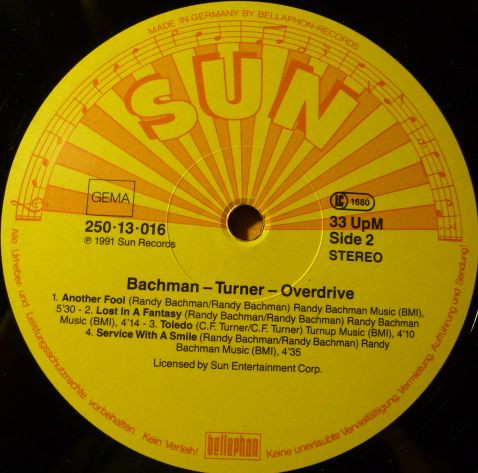 MADE IN GERMANY BY BELLAPHON-RECORDS
SUN
GEMA
250·13·016
℗ 1991 Sun Records
LC 1680
33 UpM
Side 2
STEREO
Bachman – Turner – Overdrive
1. Another Fool (Randy Bachman/Randy Bachman) Randy Bachman Music (BMI),
5'30 - 2. Lost In A Fantasy (Randy Bachman/Randy Bachman) Randy Bachman
Music (BMI), 4'14 - 3. Toledo (C.F. Turner/C.F. Turner) Turnup Music (BMI), 4'10
4. Service With A Smile (Randy Bachman/Randy Bachman) Randy
Bachman Music (BMI), 4'35
Licensed by Sun Entertainment Corp.
Alle Urheber- und Leistungsschutzrechte vorbehalten. Kein Verleih! Keine unerlaubte Vervielfältigung, Vermietung, Aufführung und Sendung!
bellaphon